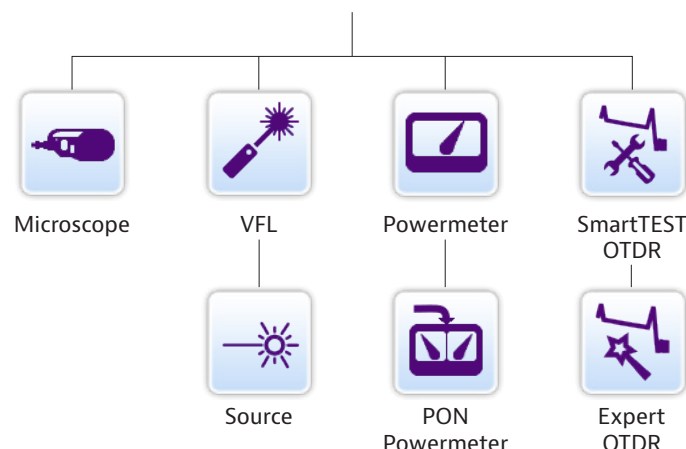 Microscope
VFL
Powermeter
SmartTEST
OTDR
Source
PON
Powermeter
Expert
OTDR